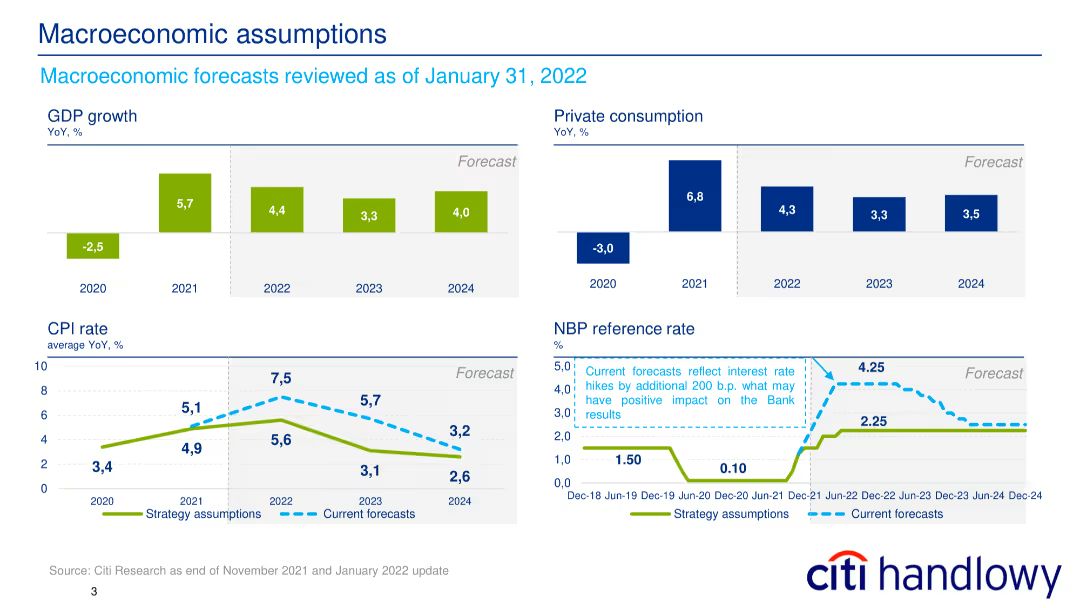 Macroeconomic assumptions
Macroeconomic forecasts reviewed as of January 31, 2022
GDP growth
YoY, %
Forecast
5,7
4,4
3,3
4,0
-2,5
2020 2021 2022 2023 2024
Private consumption
YoY, %
Forecast
6,8
4,3
3,3
3,5
-3,0
2020 2021 2022 2023 2024
CPI rate
average YoY, %
Forecast
10
8
6
4
2
0
7,5
5,1
5,7
3,2
3,4
4,9
5,6
3,1
2,6
2020 2021 2022 2023 2024
Strategy assumptions Current forecasts
NBP reference rate
%
Forecast
5,0
4,0
3,0
2,0
1,0
0,0
Current forecasts reflect interest rate
hikes by additional 200 b.p. what may
have positive impact on the Bank
results
4.25
2.25
1.50
0.10
Dec-18 Jun-19 Dec-19 Jun-20 Dec-20 Jun-21 Dec-21 Jun-22 Dec-22 Jun-23 Dec-23 Jun-24 Dec-24
Strategy assumptions Current forecasts
Source: Citi Research as end of November 2021 and January 2022 update
3
citi handlowy